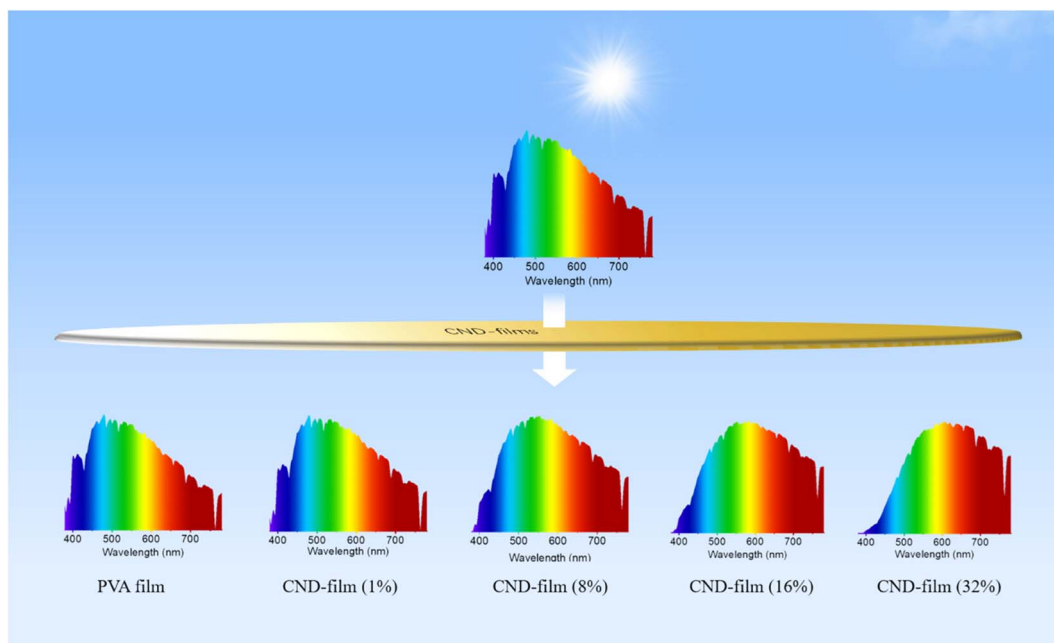 400 500 600 700
Wavelength (nm)
CND-films
400 500 600 700
Wavelength (nm)
PVA film
400 500 600 700
Wavelength (nm)
CND-film (1%)
400 500 600 700
Wavelength (nm)
CND-film (8%)
400 500 600 700
Wavelength (nm)
CND-film (16%)
400 500 600 700
Wavelength (nm)
CND-film (32%)